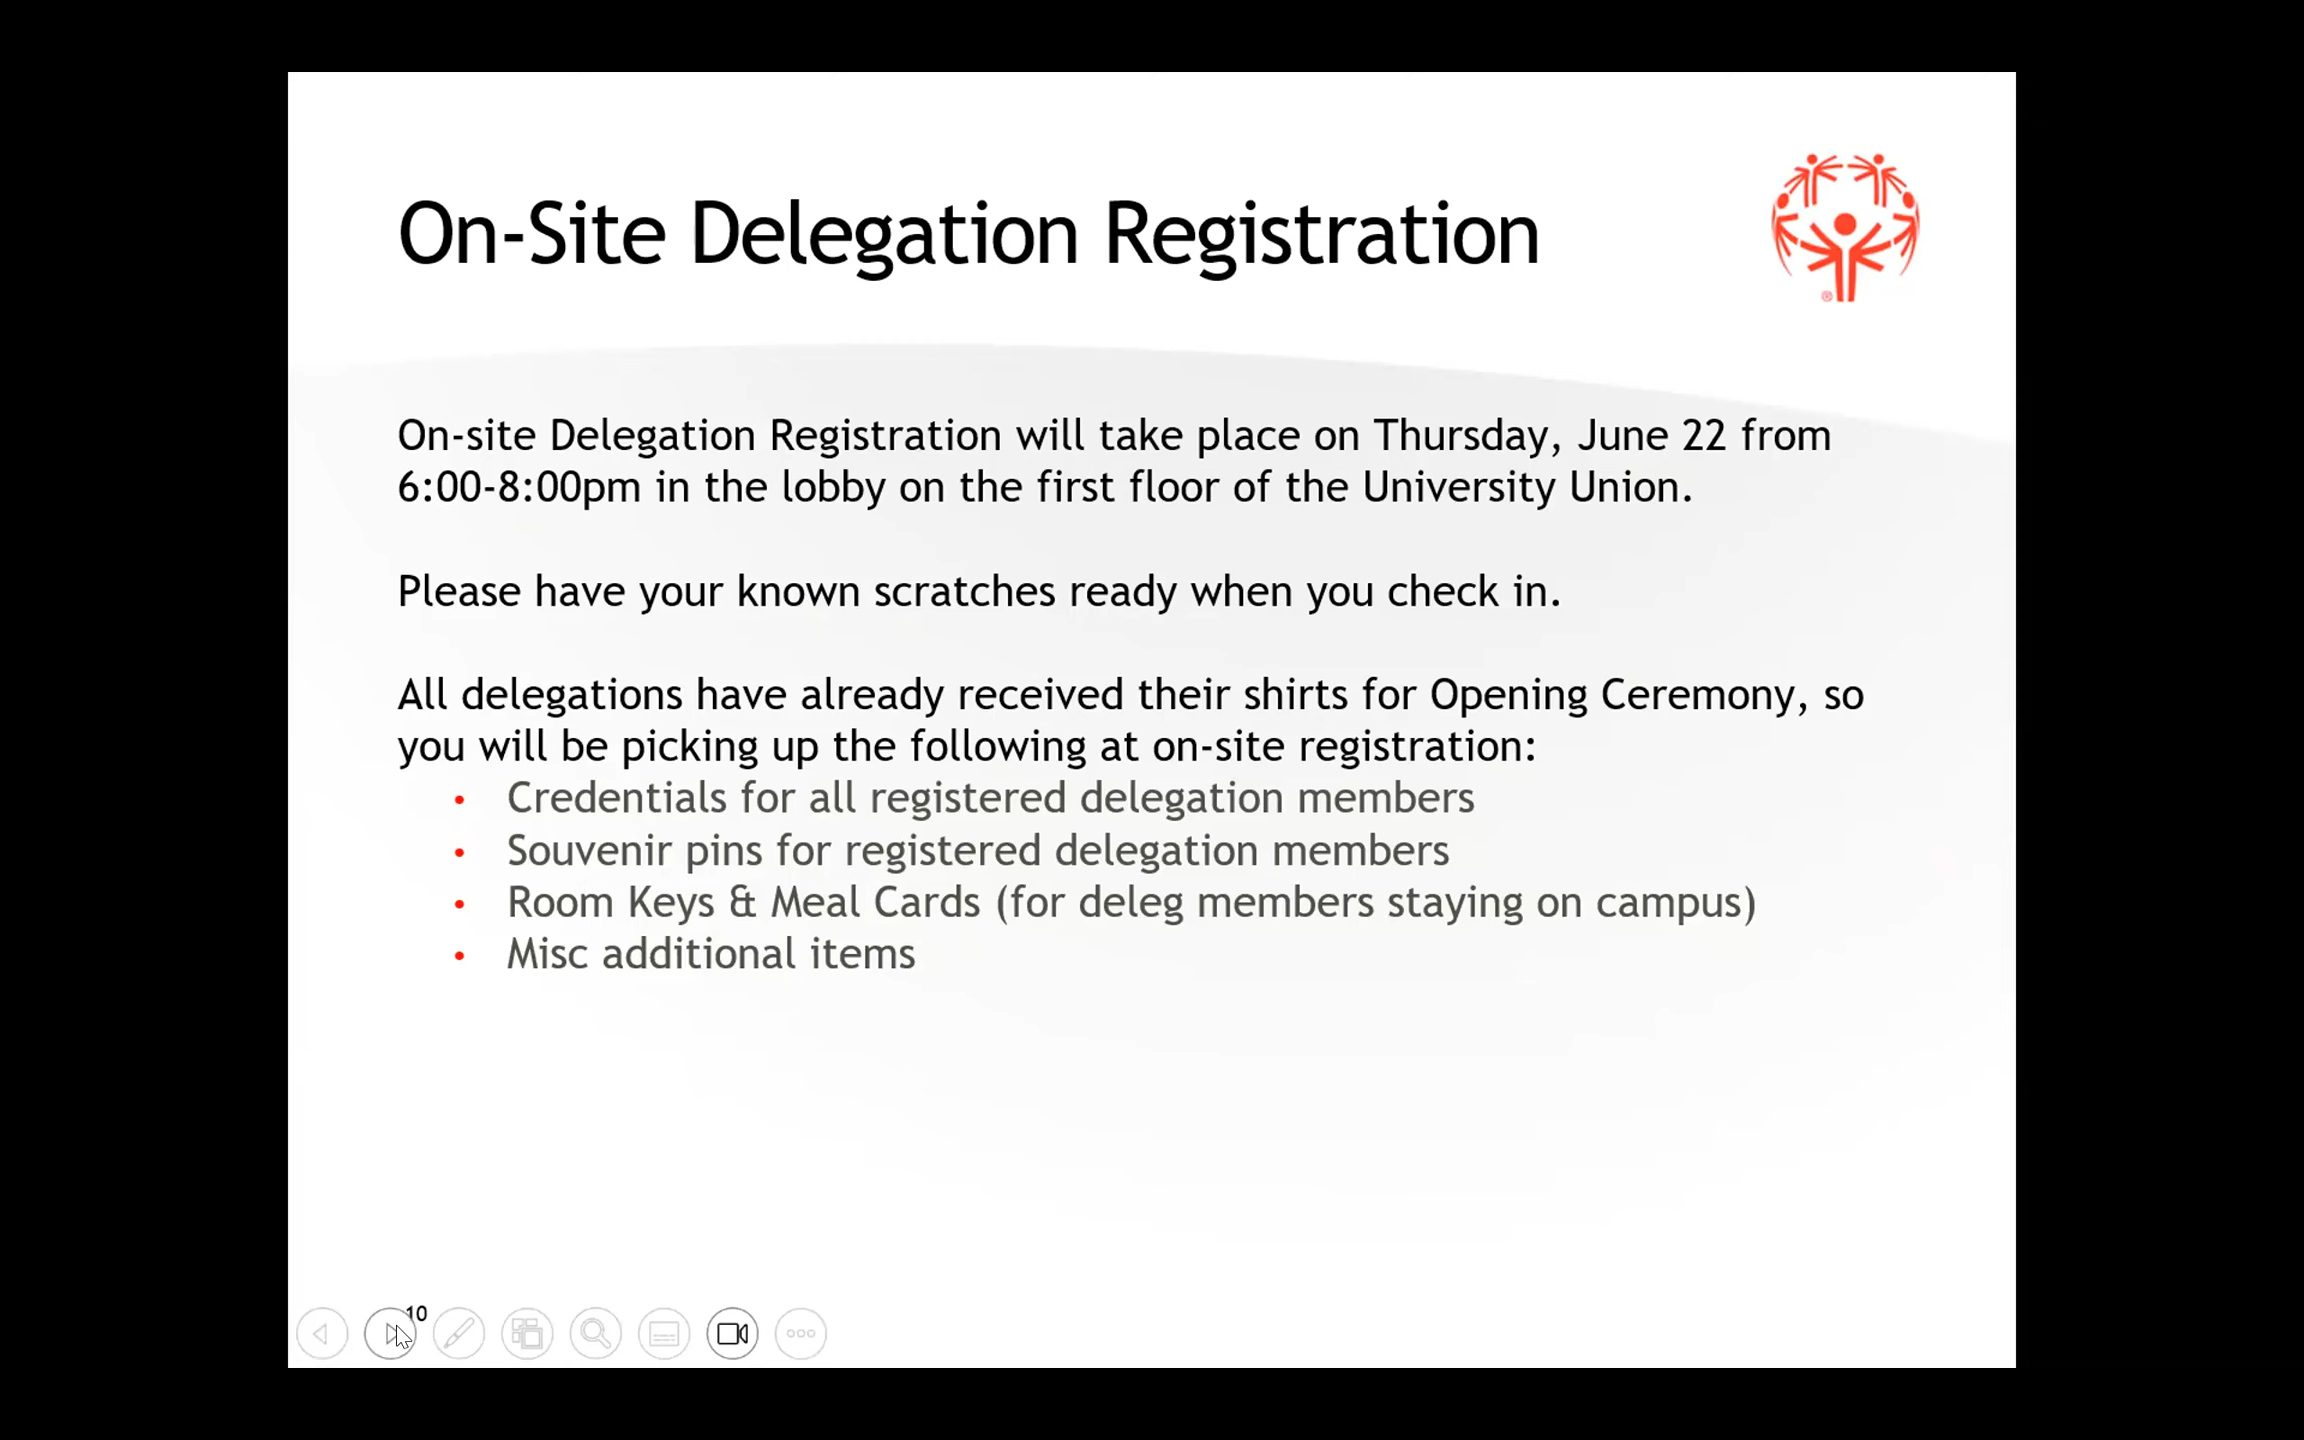 On-Site Delegation Registration
®
On-site Delegation Registration will take place on Thursday, June 22 from
6:00-8:00pm in the lobby on the first floor of the University Union.
Please have your known scratches ready when you check in.
All delegations have already received their shirts for Opening Ceremony, so
you will be picking up the following at on-site registration:
• Credentials for all registered delegation members
• Souvenir pins for registered delegation members
• Room Keys & Meal Cards (for deleg members staying on campus)
• Misc additional items
10